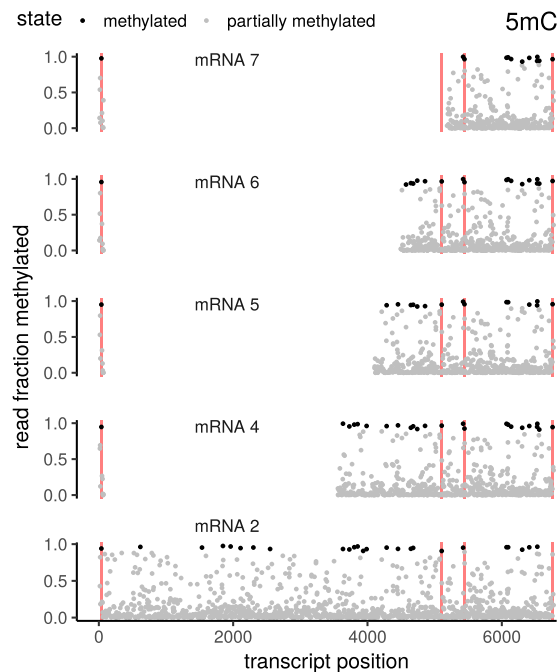 state methylated partially methylated 5mC
mRNA 7
1.0
0.5
0.0
mRNA 6
1.0
0.5
0.0
mRNA 5
1.0
0.5
0.0
mRNA 4
1.0
0.5
0.0
mRNA 2
1.0
0.5
0.0
read fraction methylated
0 2000 4000 6000
transcript position